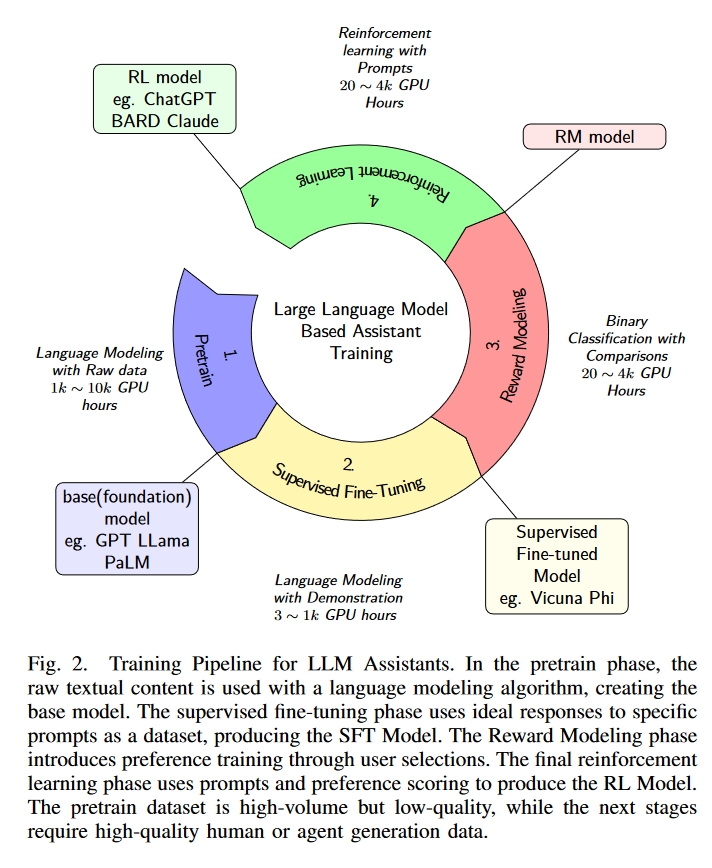 Reinforcement
learning with
Prompts
20 ∼ 4k GPU
Hours
RL model
eg. ChatGPT
BARD Claude
RM model
4.
Reinforcement Learning
Large Language Model
Based Assistant
Training
1.
Pretrain
3.
Reward Modeling
Binary
Classification with
Comparisons
20 ∼ 4k GPU
Hours
Language Modeling
with Raw data
1k ∼ 10k GPU
hours
2.
Supervised Fine-Tuning
base(foundation)
model
eg. GPT LLama
PaLM
Supervised
Fine-tuned
Model
eg. Vicuna Phi
Language Modeling
with Demonstration
3 ∼ 1k GPU hours
Fig. 2. Training Pipeline for LLM Assistants. In the pretrain phase, the
raw textual content is used with a language modeling algorithm, creating the
base model. The supervised fine-tuning phase uses ideal responses to specific
prompts as a dataset, producing the SFT Model. The Reward Modeling phase
introduces preference training through user selections. The final reinforcement
learning phase uses prompts and preference scoring to produce the RL Model.
The pretrain dataset is high-volume but low-quality, while the next stages
require high-quality human or agent generation data.